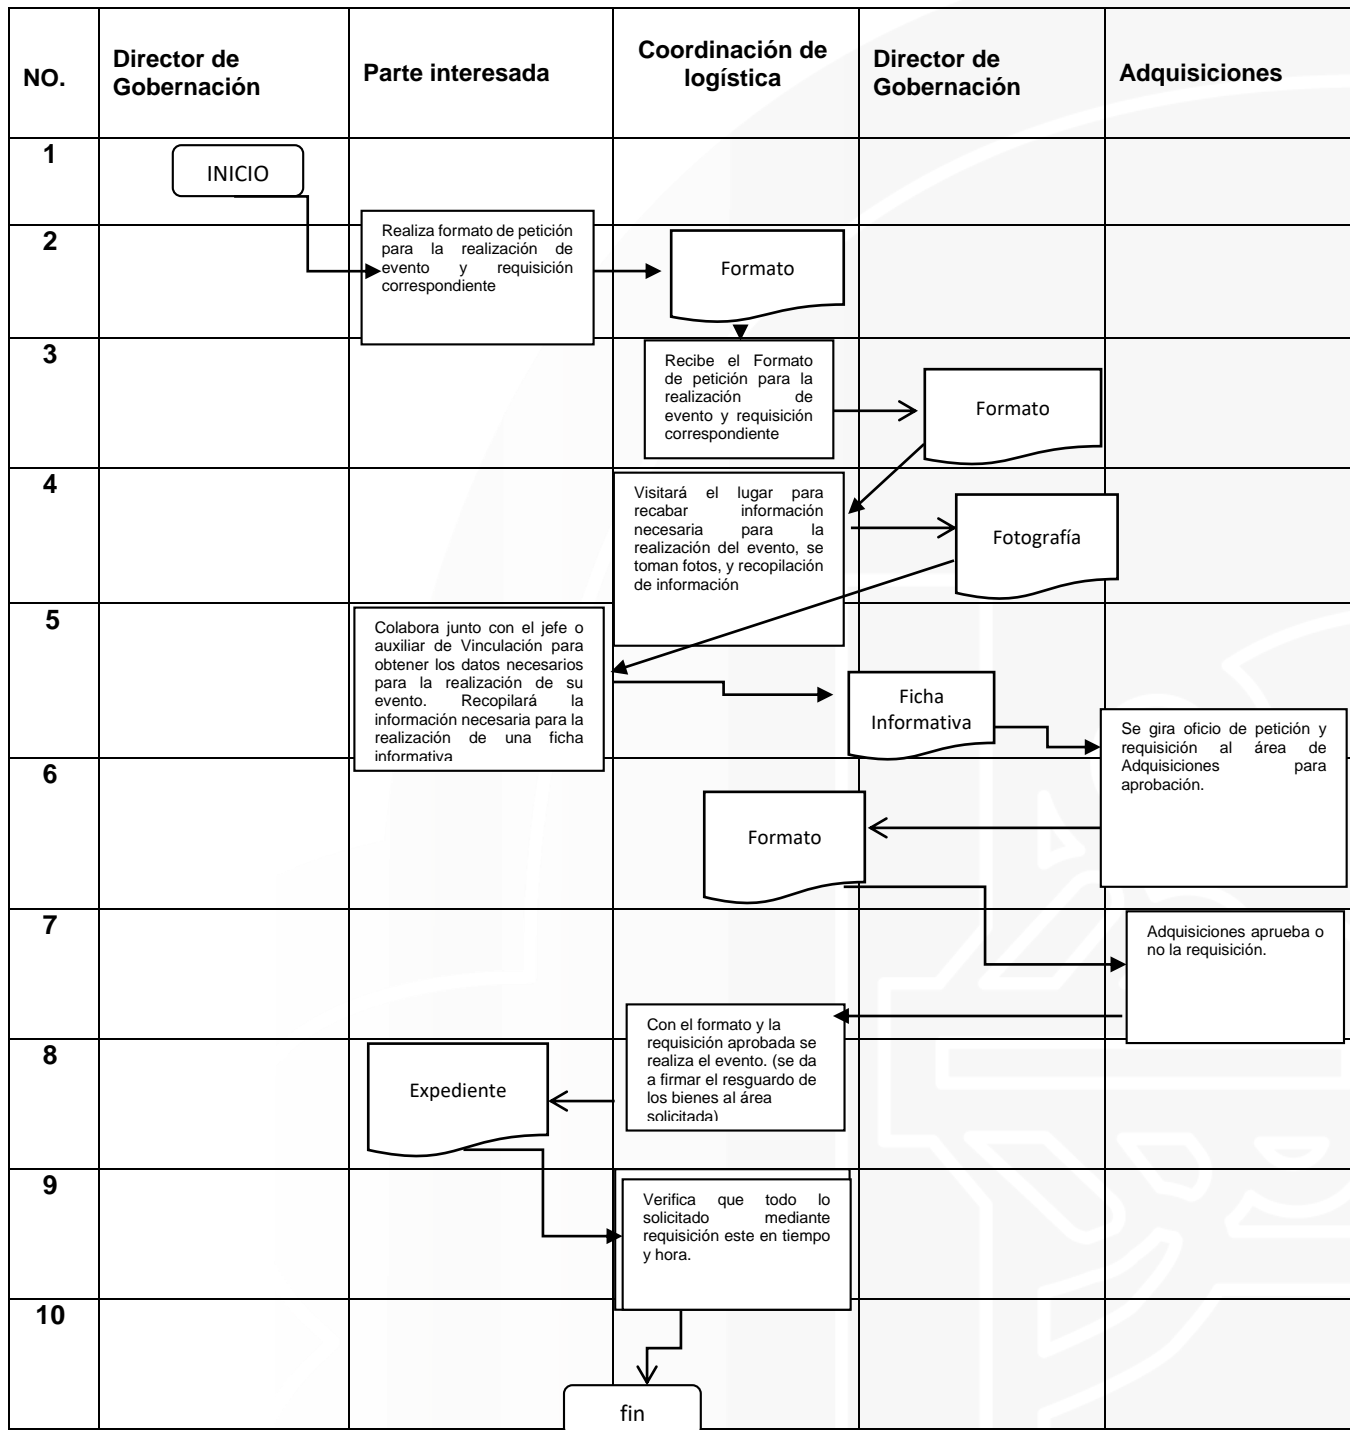 NO.
Director de
Gobernación
Parte interesada
Coordinación de
logística
Director de
Gobernación
Adquisiciones
1
INICIO
2
Realiza formato de petición
para la realización de
evento y requisición
correspondiente
Formato
3
Recibe el Formato
de petición para la
realización de
evento y requisición
correspondiente
Formato
4
Visitará el lugar para
recabar información
necesaria para la
realización del evento, se
toman fotos, y recopilación
de información
Fotografía
5
Colabora junto con el jefe o
auxiliar de Vinculación para
obtener los datos necesarios
para la realización de su
evento. Recopilará la
información necesaria para la
realización de una ficha
informativa
Ficha
Informativa
Se gira oficio de petición y
requisición al área de
Adquisiciones para
aprobación.
6
Formato
7
Adquisiciones aprueba o
no la requisición.
Con el formato y la
requisición aprobada se
realiza el evento. (se da
a firmar el resguardo de
los bienes al área
solicitada)
8
Expediente
9
Verifica que todo lo
solicitado mediante
requisición este en tiempo
y hora.
10
fin